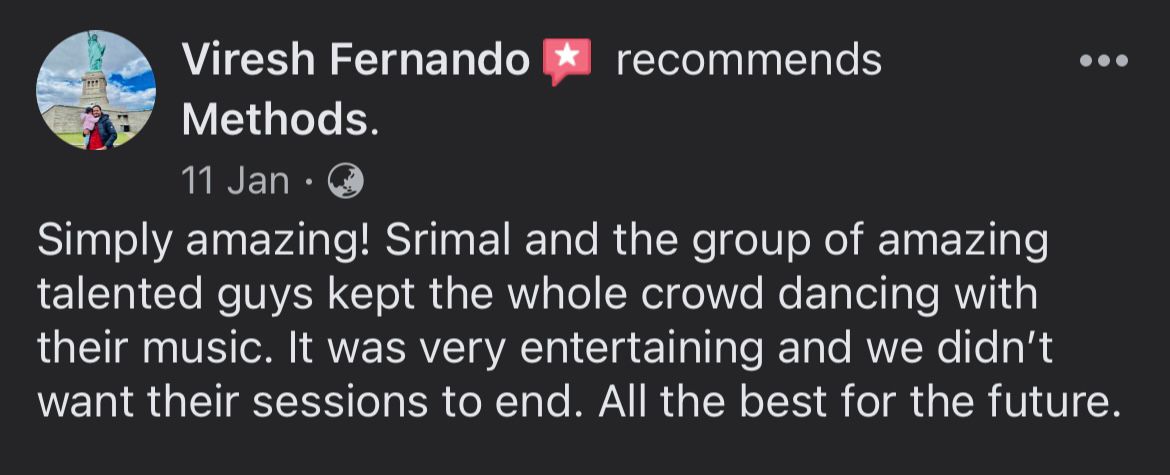 Viresh Fernando recommends
Methods.
11 Jan ·
Simply amazing! Srimal and the group of amazing
talented guys kept the whole crowd dancing with
their music. It was very entertaining and we didn’t
want their sessions to end. All the best for the future.